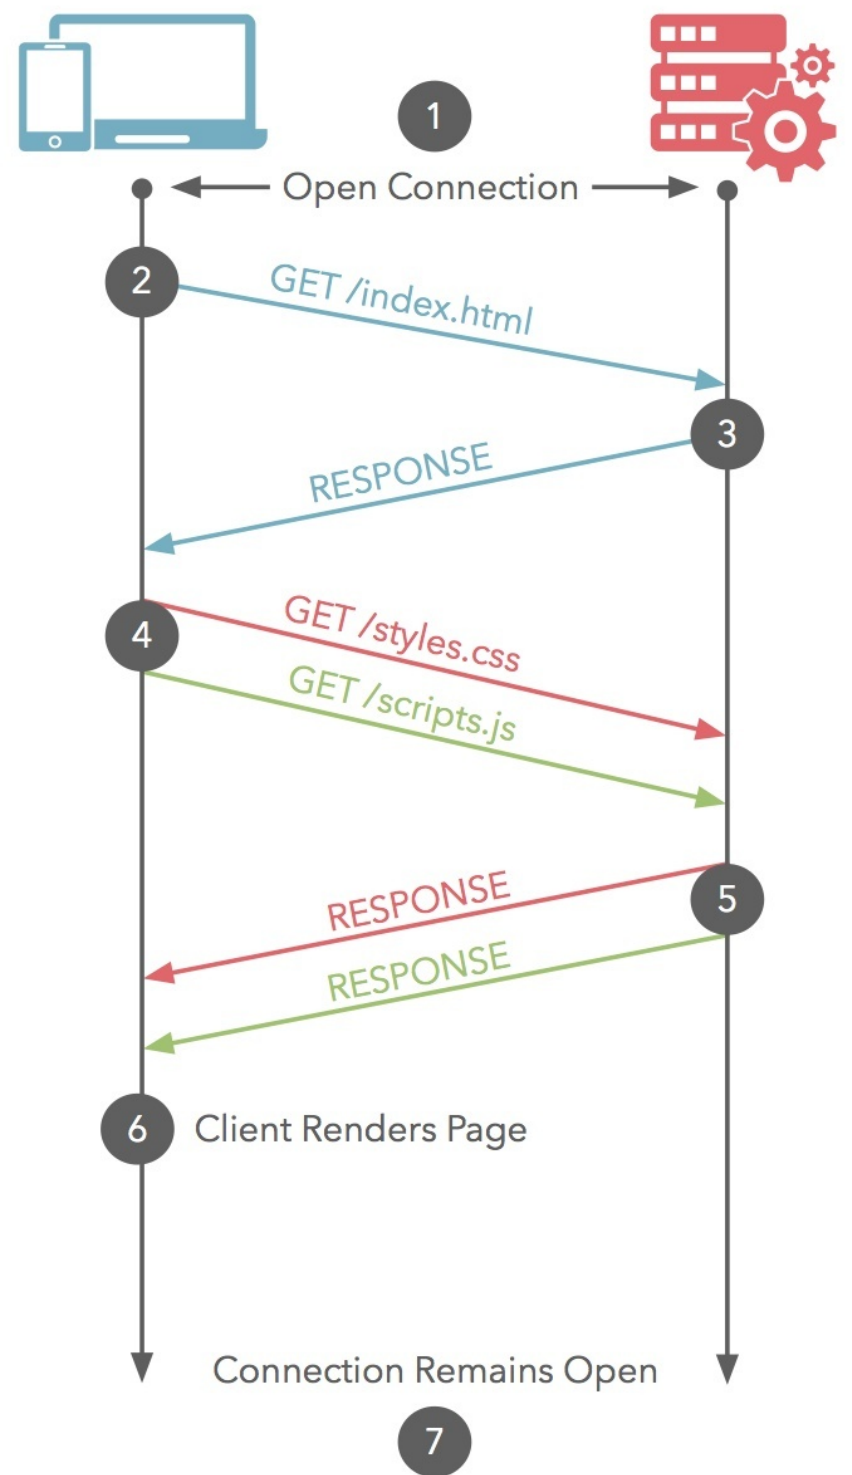 1
Open Connection
2
GET /index.html
3
RESPONSE
4
GET /styles.css
GET /scripts.js
5
RESPONSE
RESPONSE
6
Client Renders Page
Connection Remains Open
7